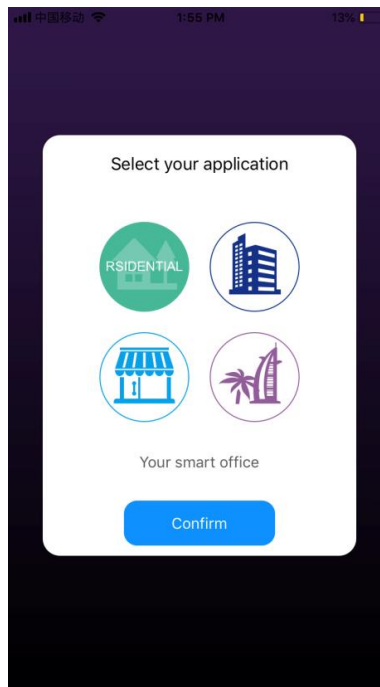 中国移动 1:55 PM 13%
Select your application
RSIDENTIAL
Your smart office
Confirm